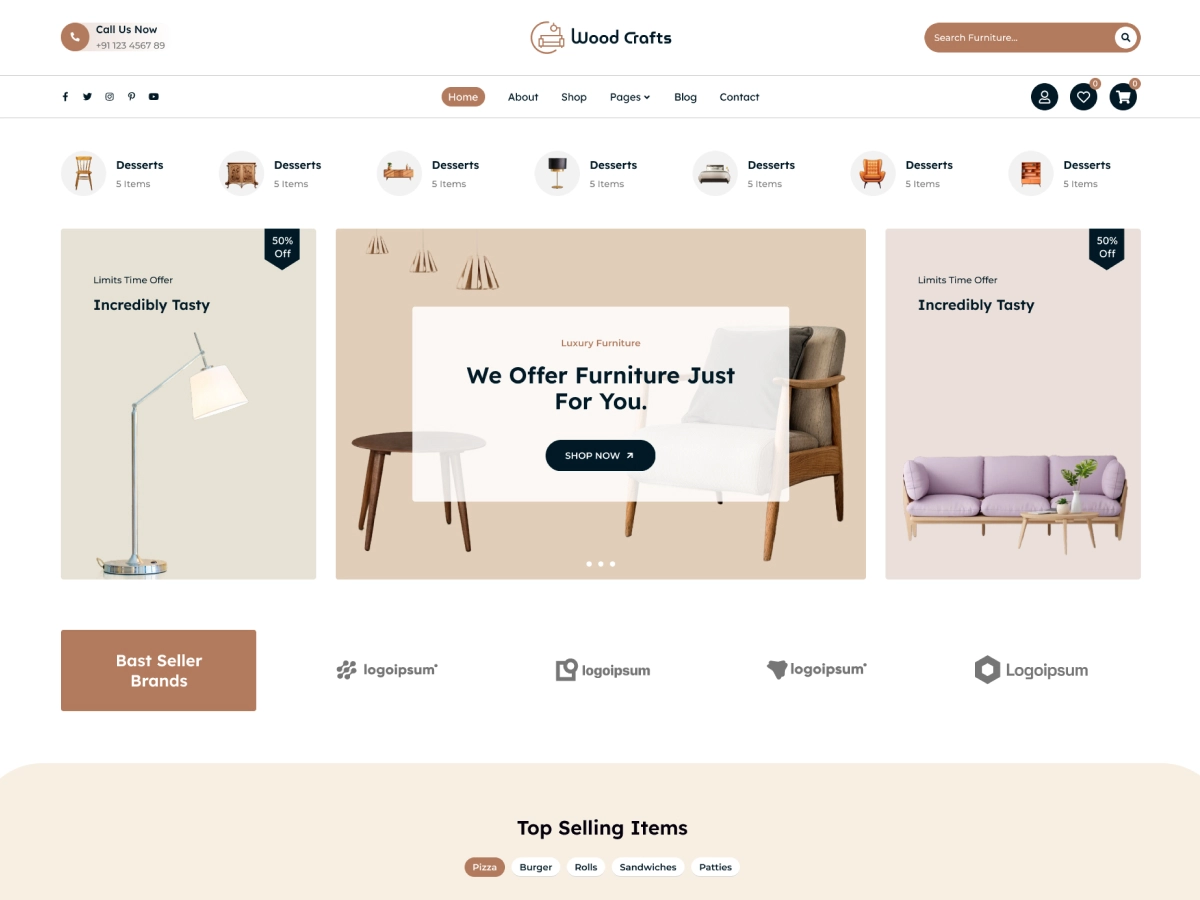 Call Us Now
+91 123 4567 89
Wood Crafts
Search Furniture...
Home
About
Shop
Pages
Blog
Contact
0
0
Desserts
5 Items
Desserts
5 Items
Desserts
5 Items
Desserts
5 Items
Desserts
5 Items
Desserts
5 Items
Desserts
5 Items
50%
Off
Limits Time Offer
Incredibly Tasty
Luxury Furniture
We Offer Furniture Just
For You.
SHOP NOW
50%
Off
Limits Time Offer
Incredibly Tasty
Bast Seller
Brands
logoipsum
logoipsum
logoipsum
Logoipsum
Top Selling Items
Pizza
Burger
Rolls
Sandwiches
Patties